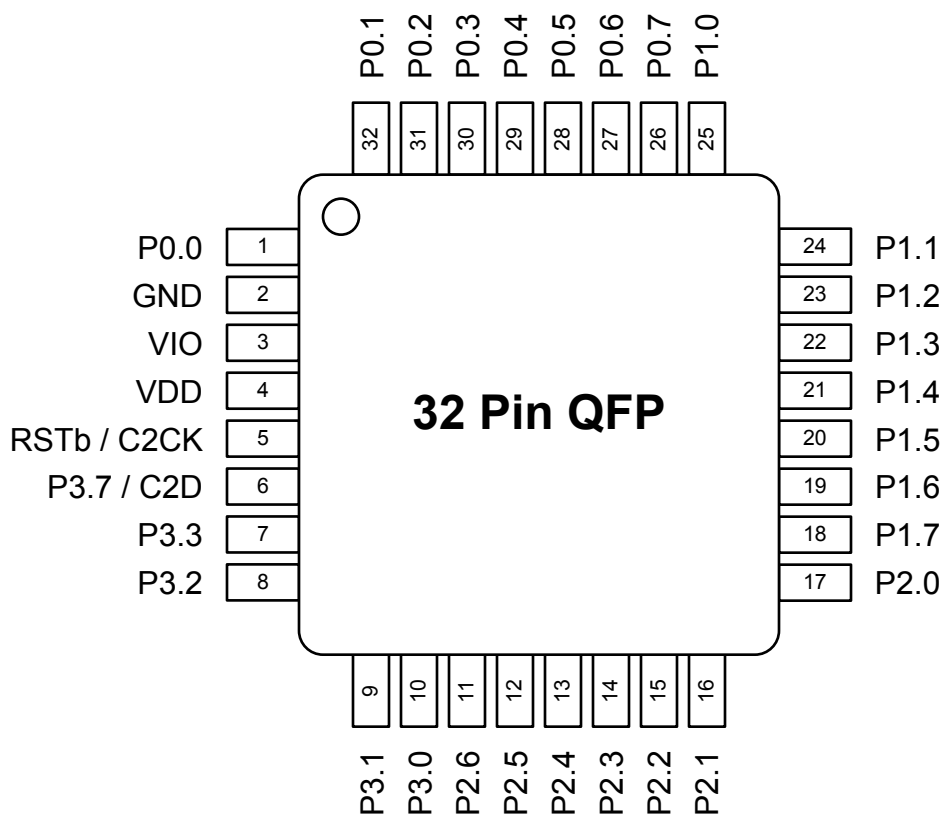 P0.1 P0.2 P0.3 P0.4 P0.5 P0.6 P0.7 P1.0
32 31 30 29 28 27 26 25
P0.0 1 24 P1.1
GND 2 23 P1.2
VIO 3 22 P1.3
VDD 4 21 P1.4
32 Pin QFP
RSTb / C2CK 5 20 P1.5
P3.7 / C2D 6 19 P1.6
P3.3 7 18 P1.7
P3.2 8 17 P2.0
9 10 11 12 13 14 15 16
P3.1 P3.0 P2.6 P2.5 P2.4 P2.3 P2.2 P2.1